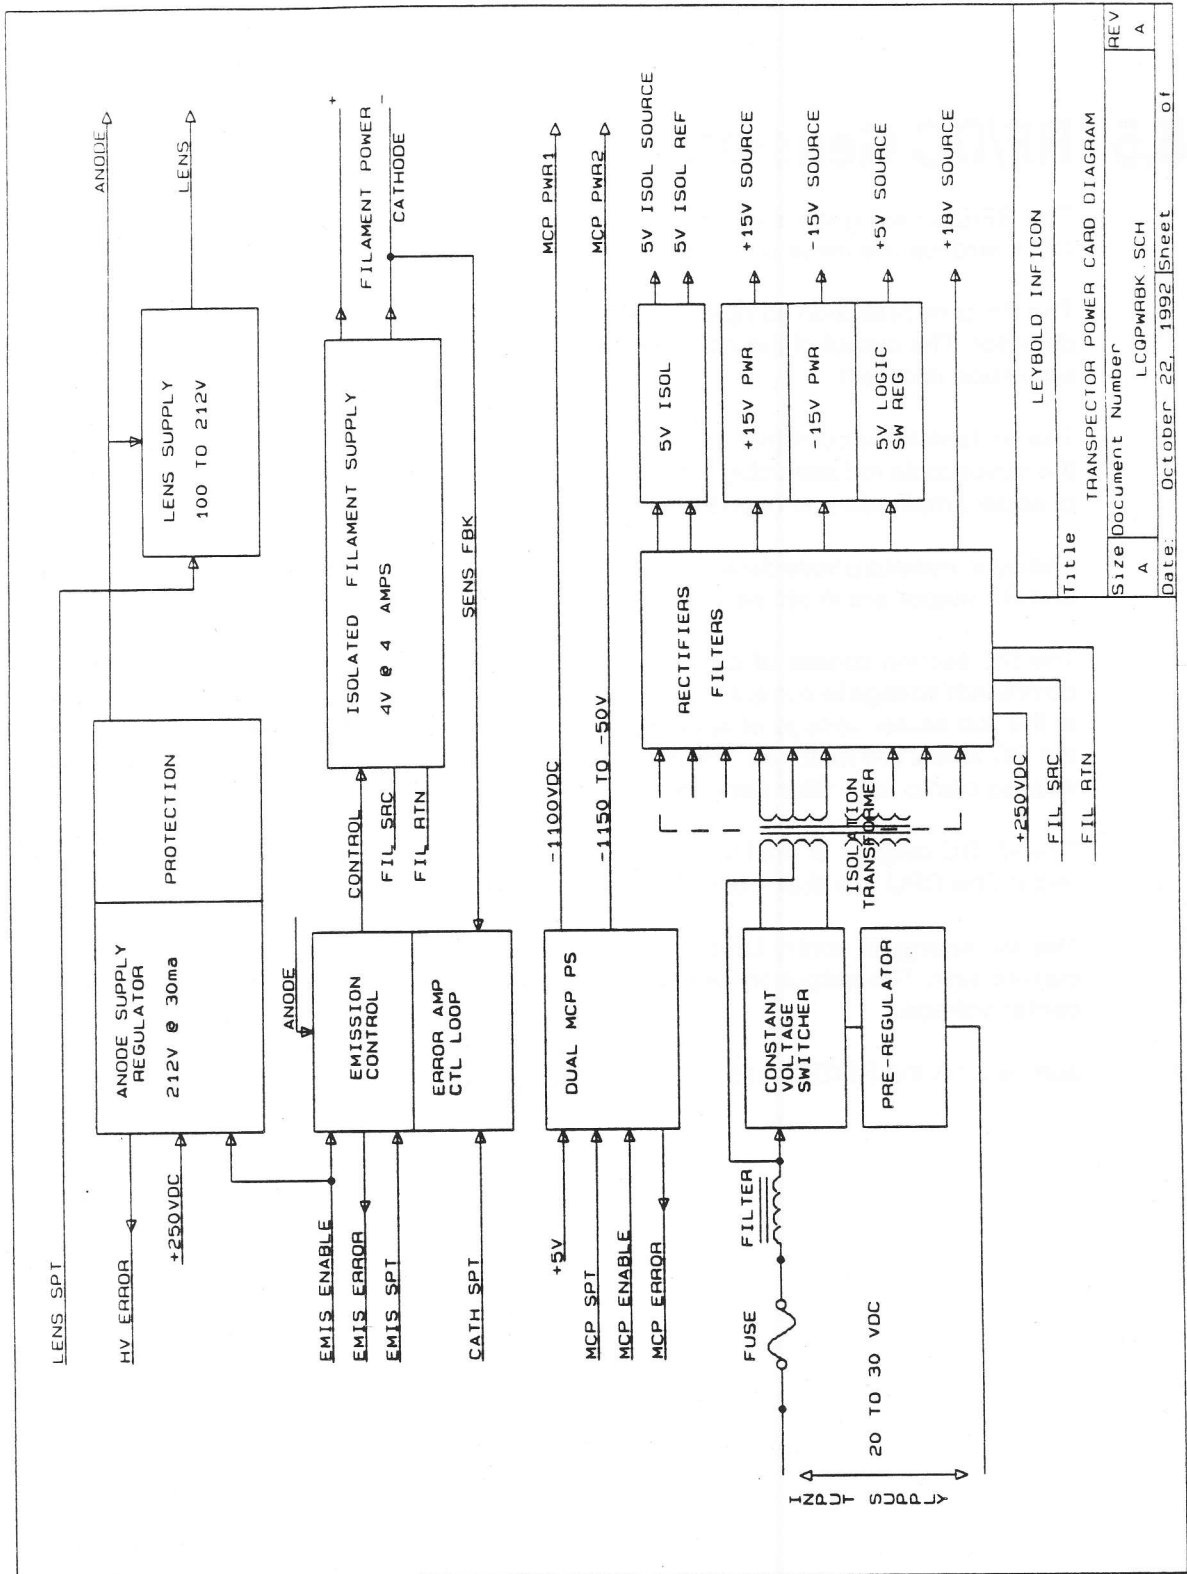 LENS SPT
HV ERROR
+250VDC
ANODE SUPPLY
REGULATOR
212V @ 30ma
PROTECTION
LENS SUPPLY
100 TO 212V
ANODE
LENS
EMIS ENABLE
EMIS ERROR
EMIS SPT
CATH SPT
ANODE
EMISSION
CONTROL
ERROR AMP
CTL LOOP
CONTROL
FIL SRC
FIL RTN
ISOLATED FILAMENT SUPPLY
4V @ 4 AMPS
SENS FBK
+
FILAMENT POWER
-
CATHODE
+5V
MCP SPT
MCP ENABLE
MCP ERROR
DUAL MCP PS
-1100VDC
-1150 TO -50V
MCP PWR1
MCP PWR2
INPUT SUPPLY
20 TO 30 VDC
FUSE
FILTER
CONSTANT
VOLTAGE
SWITCHER
PRE-REGULATOR
ISOLATION
TRANSFORMER
RECTIFIERS
FILTERS
+250VDC
FIL SRC
FIL RTN
5V ISOL
+15V PWR
-15V PWR
5V LOGIC
SW REG
5V ISOL SOURCE
5V ISOL REF
+15V SOURCE
-15V SOURCE
+5V SOURCE
+18V SOURCE
LEYBOLD INFICON
Title
TRANSPECTOR POWER CARD DIAGRAM
Size Document Number REV
A LCQPWRBK.SCH A
Date: October 22, 1992 Sheet of